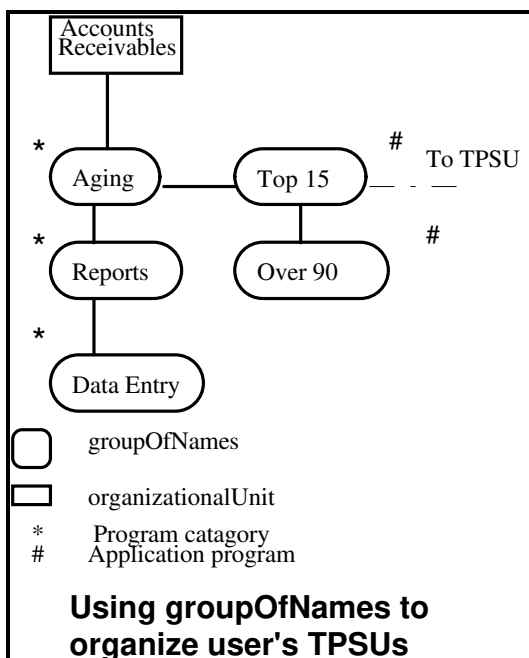 Accounts
Receivables
*
Aging
Top 15
#
To TPSU
*
Reports
Over 90
#
*
Data Entry
groupOfNames
organizationalUnit
* Program catagory
# Application program
Using groupOfNames to
organize user's TPSUs